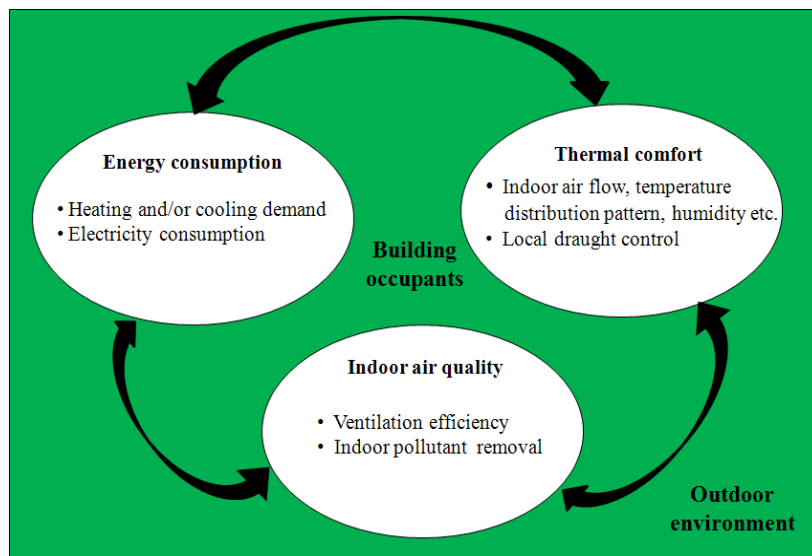 Energy consumption
• Heating and/or cooling demand
• Electricity consumption
Thermal comfort
• Indoor air flow, temperature
distribution pattern, humidity etc.
• Local draught control
Building
occupants
Indoor air quality
• Ventilation efficiency
• Indoor pollutant removal
Outdoor
environment